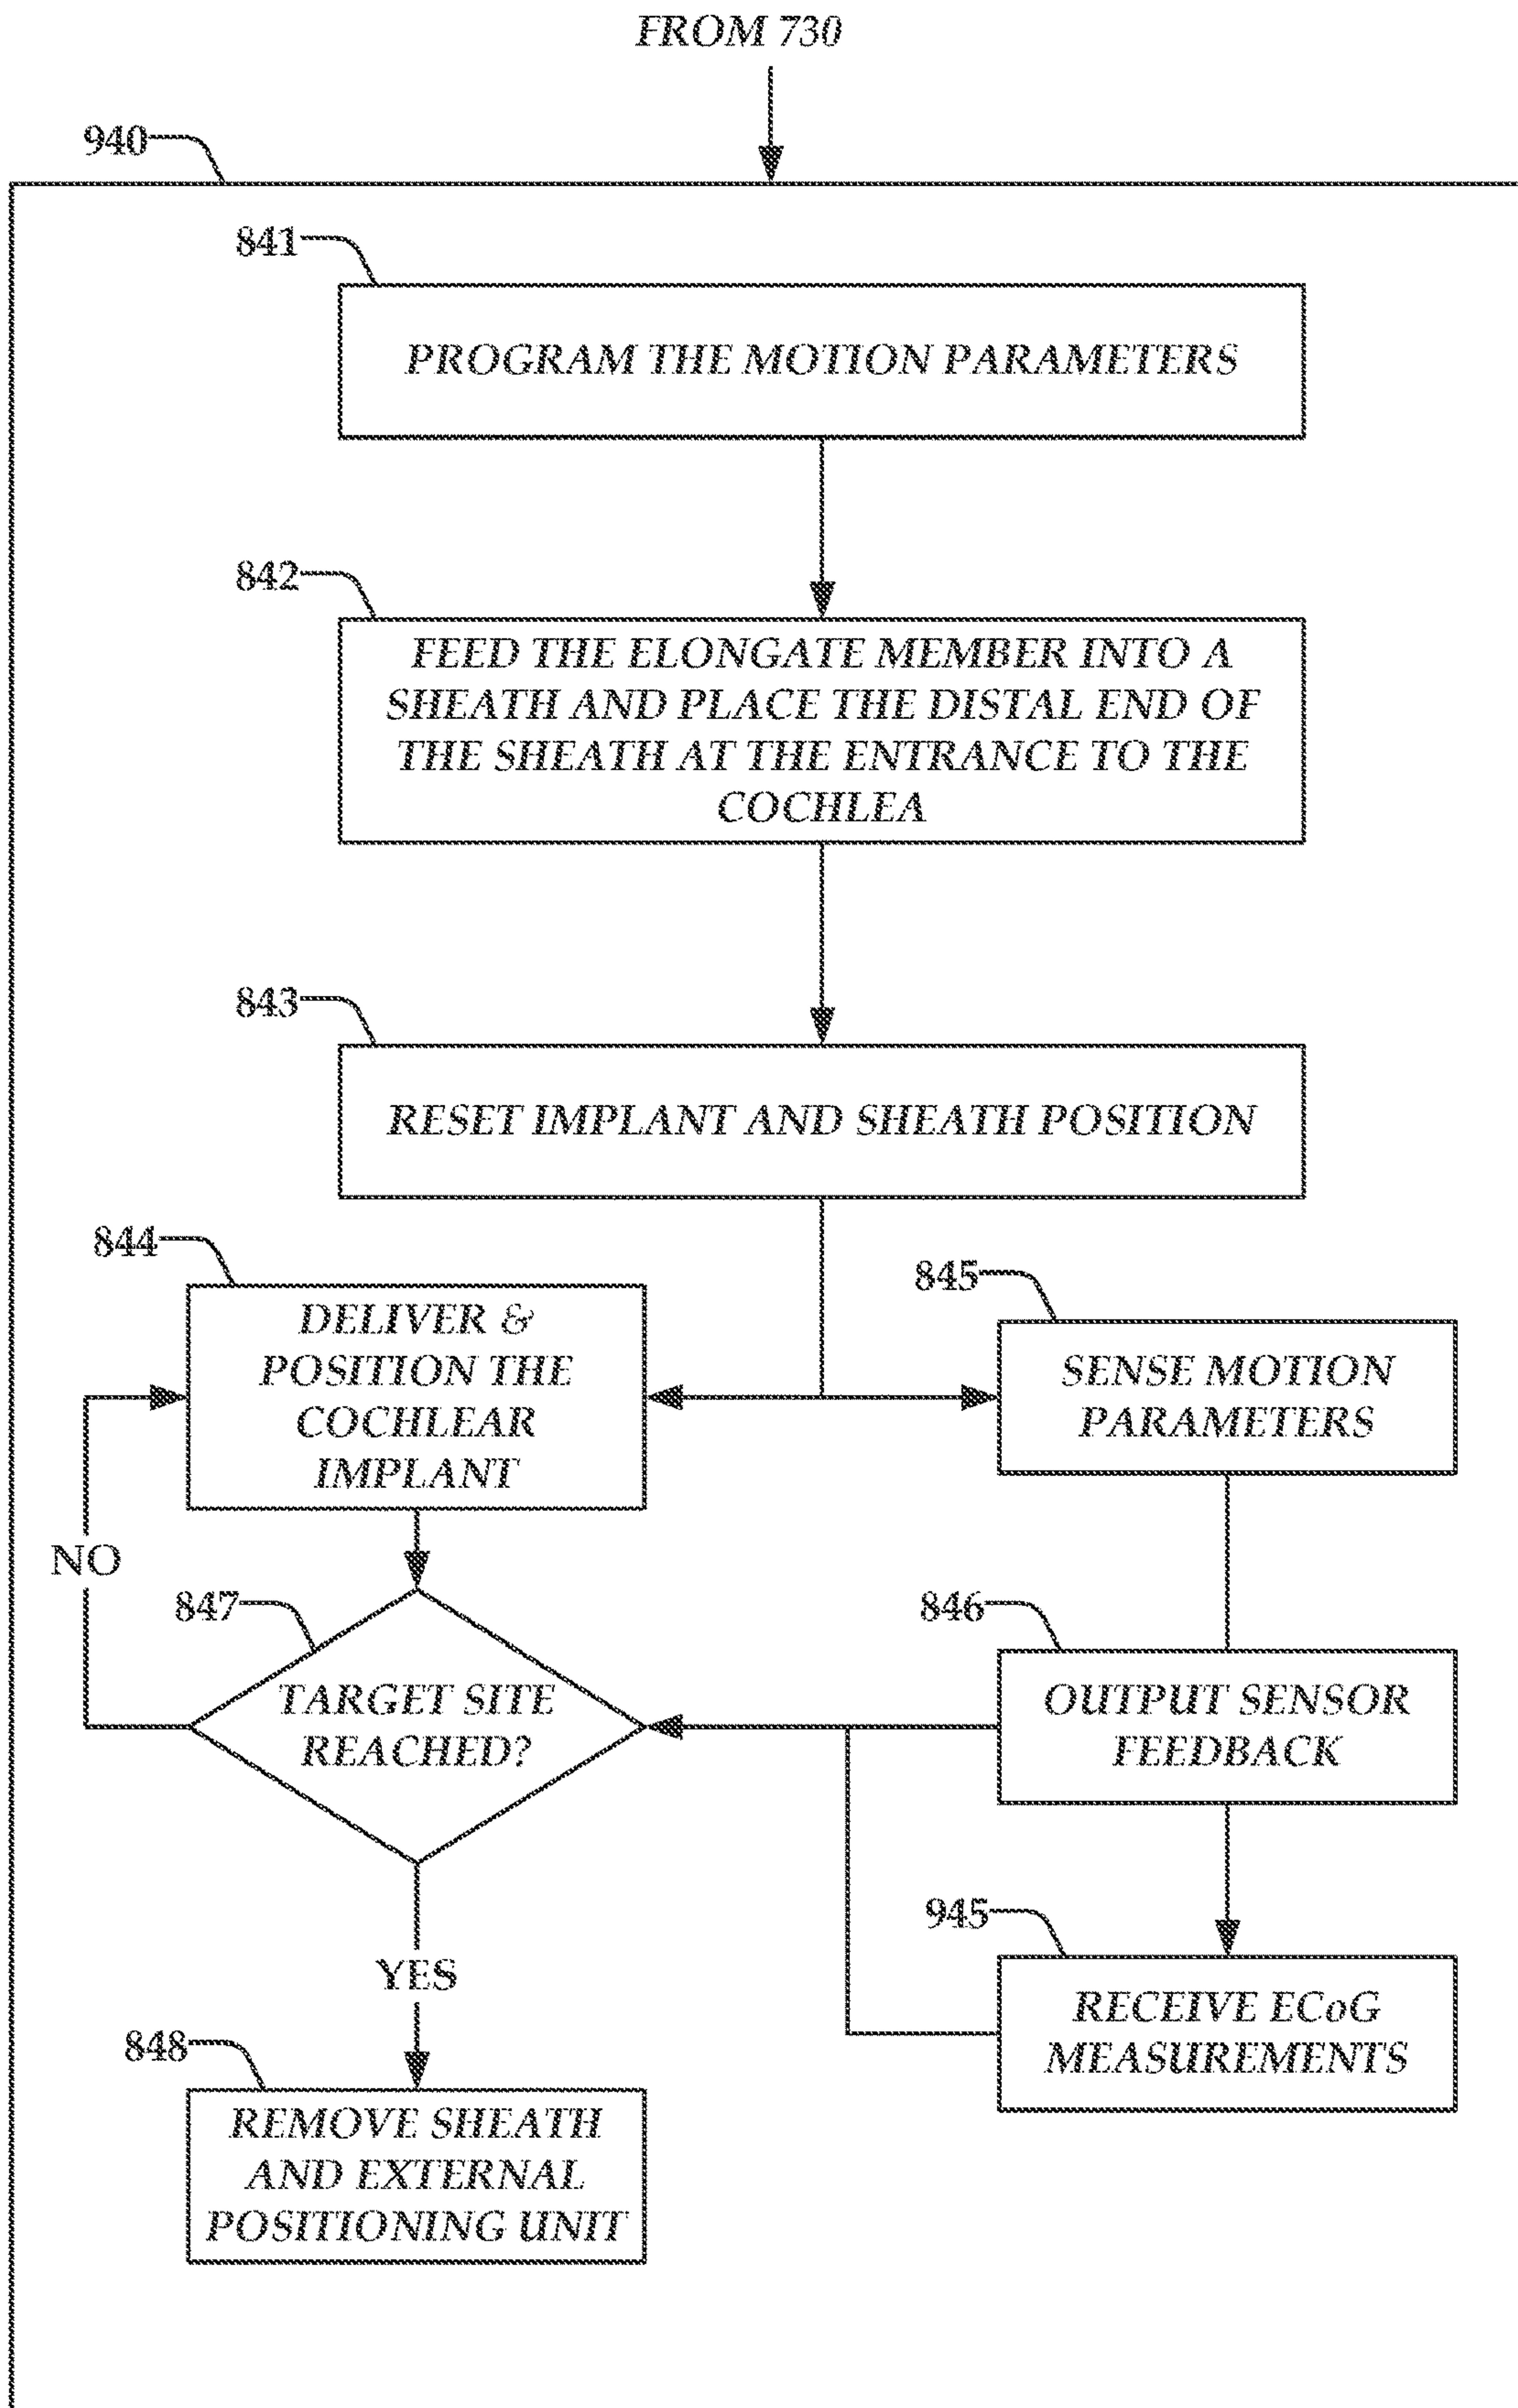 FROM 730
940
841
PROGRAM THE MOTION PARAMETERS
842
FEED THE ELONGATE MEMBER INTO A
SHEATH AND PLACE THE DISTAL END OF
THE SHEATH AT THE ENTRANCE TO THE
COCHLEA
843
RESET IMPLANT AND SHEATH POSITION
844
DELIVER &
POSITION THE
COCHLEAR
IMPLANT
845
SENSE MOTION
PARAMETERS
NO
847
TARGET SITE
REACHED?
846
OUTPUT SENSOR
FEEDBACK
945
RECEIVE ECoG
MEASUREMENTS
YES
848
REMOVE SHEATH
AND EXTERNAL
POSITIONING UNIT